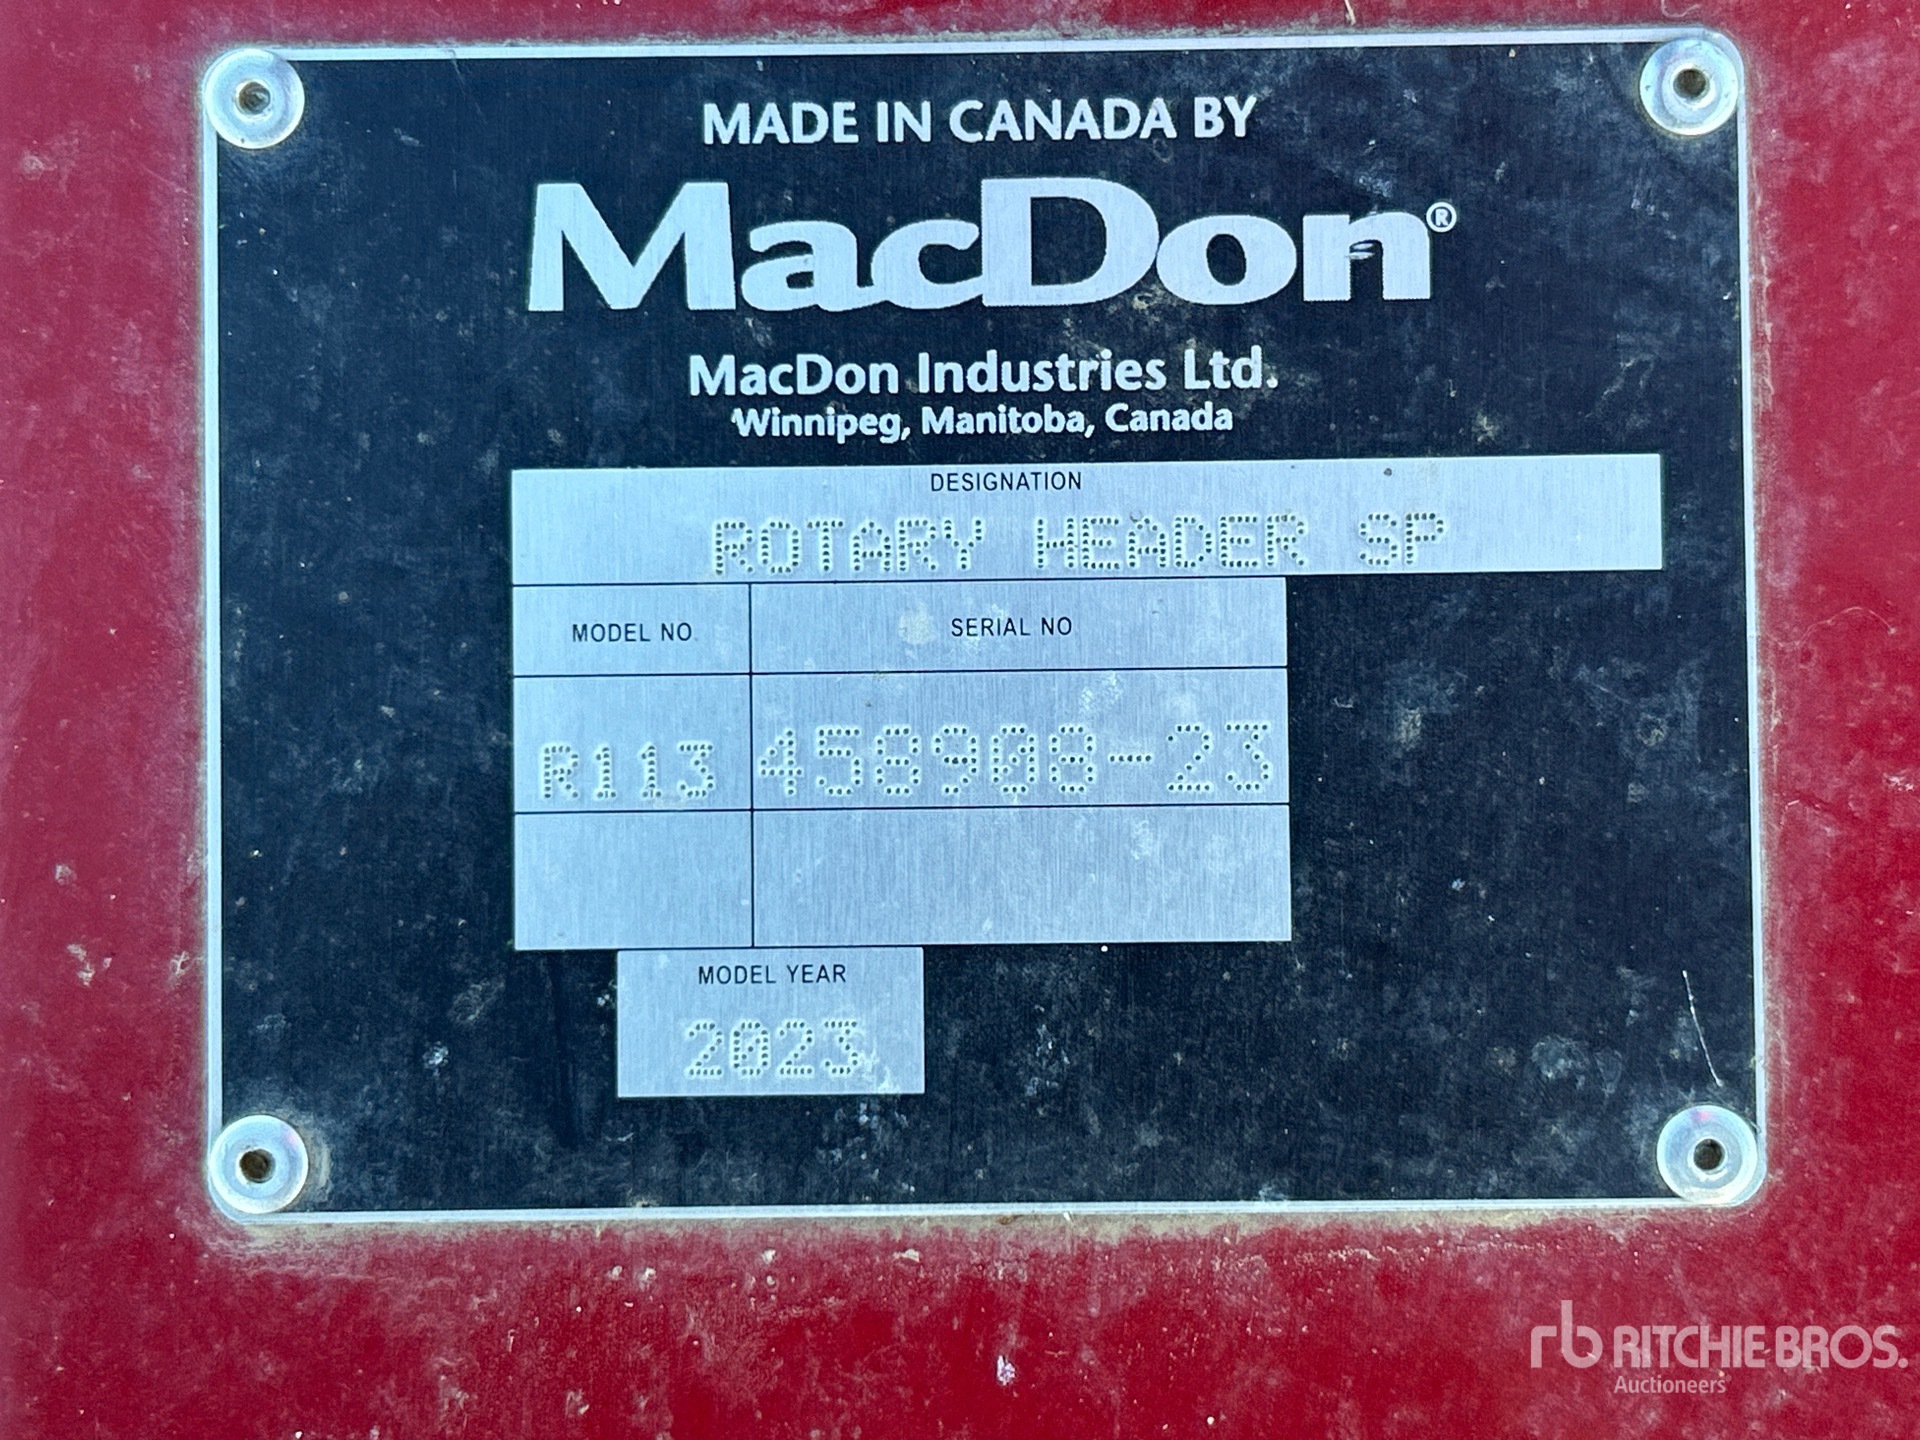 MADE IN CANADA BY
MacDon®
MacDon Industries Ltd.
Winnipeg, Manitoba, Canada
DESIGNATION
ROTARY HEADER SP
MODEL NO SERIAL NO
R113 458908-23
MODEL YEAR
2023
rb RITCHIE BROS.
Auctioneers